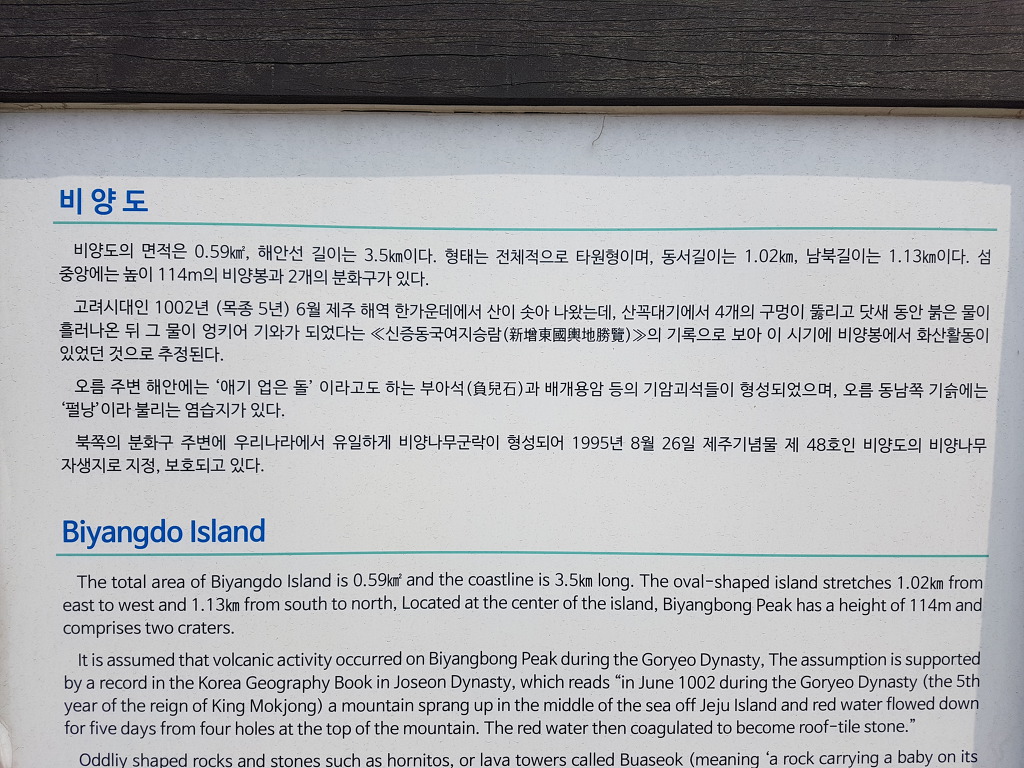 비양도
비양도의 면적은 0.59㎢, 해안선 길이는 3.5㎞이다. 형태는 전체적으로 타원형이며, 동서길이는 1.02㎞, 남북길이는 1.13㎞이다. 섬
중앙에는 높이 114m의 비양봉과 2개의 분화구가 있다.
고려시대인 1002년 (목종 5년) 6월 제주 해역 한가운데에서 산이 솟아 나왔는데, 산꼭대기에서 4개의 구멍이 뚫리고 닷새 동안 붉은 물이
흘러나온 뒤 그 물이 엉키어 기와가 되었다는 ≪신증동국여지승람(新增東國輿地勝覽)≫의 기록으로 보아 이 시기에 비양봉에서 화산활동이
있었던 것으로 추정된다.
오름 주변 해안에는 ‘애기 업은 돌’ 이라고도 하는 부아석(負兒石)과 배개용암 등의 기암괴석들이 형성되었으며, 오름 동남쪽 기슭에는
‘펄낭’이라 불리는 염습지가 있다.
북쪽의 분화구 주변에 우리나라에서 유일하게 비양나무군락이 형성되어 1995년 8월 26일 제주기념물 제 48호인 비양도의 비양나무
자생지로 지정, 보호되고 있다.
Biyangdo Island
The total area of Biyangdo Island is 0.59㎢ and the coastline is 3.5㎞ long. The oval-shaped island stretches 1.02㎞ from
east to west and 1.13㎞ from south to north, Located at the center of the island, Biyangbong Peak has a height of 114m and
comprises two craters.
It is assumed that volcanic activity occurred on Biyangbong Peak during the Goryeo Dynasty, The assumption is supported
by a record in the Korea Geography Book in Joseon Dynasty, which reads “in June 1002 during the Goryeo Dynasty (the 5th
year of the reign of King Mokjong) a mountain sprang up in the middle of the sea off Jeju Island and red water flowed down
for five days from four holes at the top of the mountain. The red water then coagulated to become roof-tile stone.”
Oddliy shaped rocks and stones such as hornitos, or lava towers called Buaseok (meaning ‘a rock carrying a baby on its